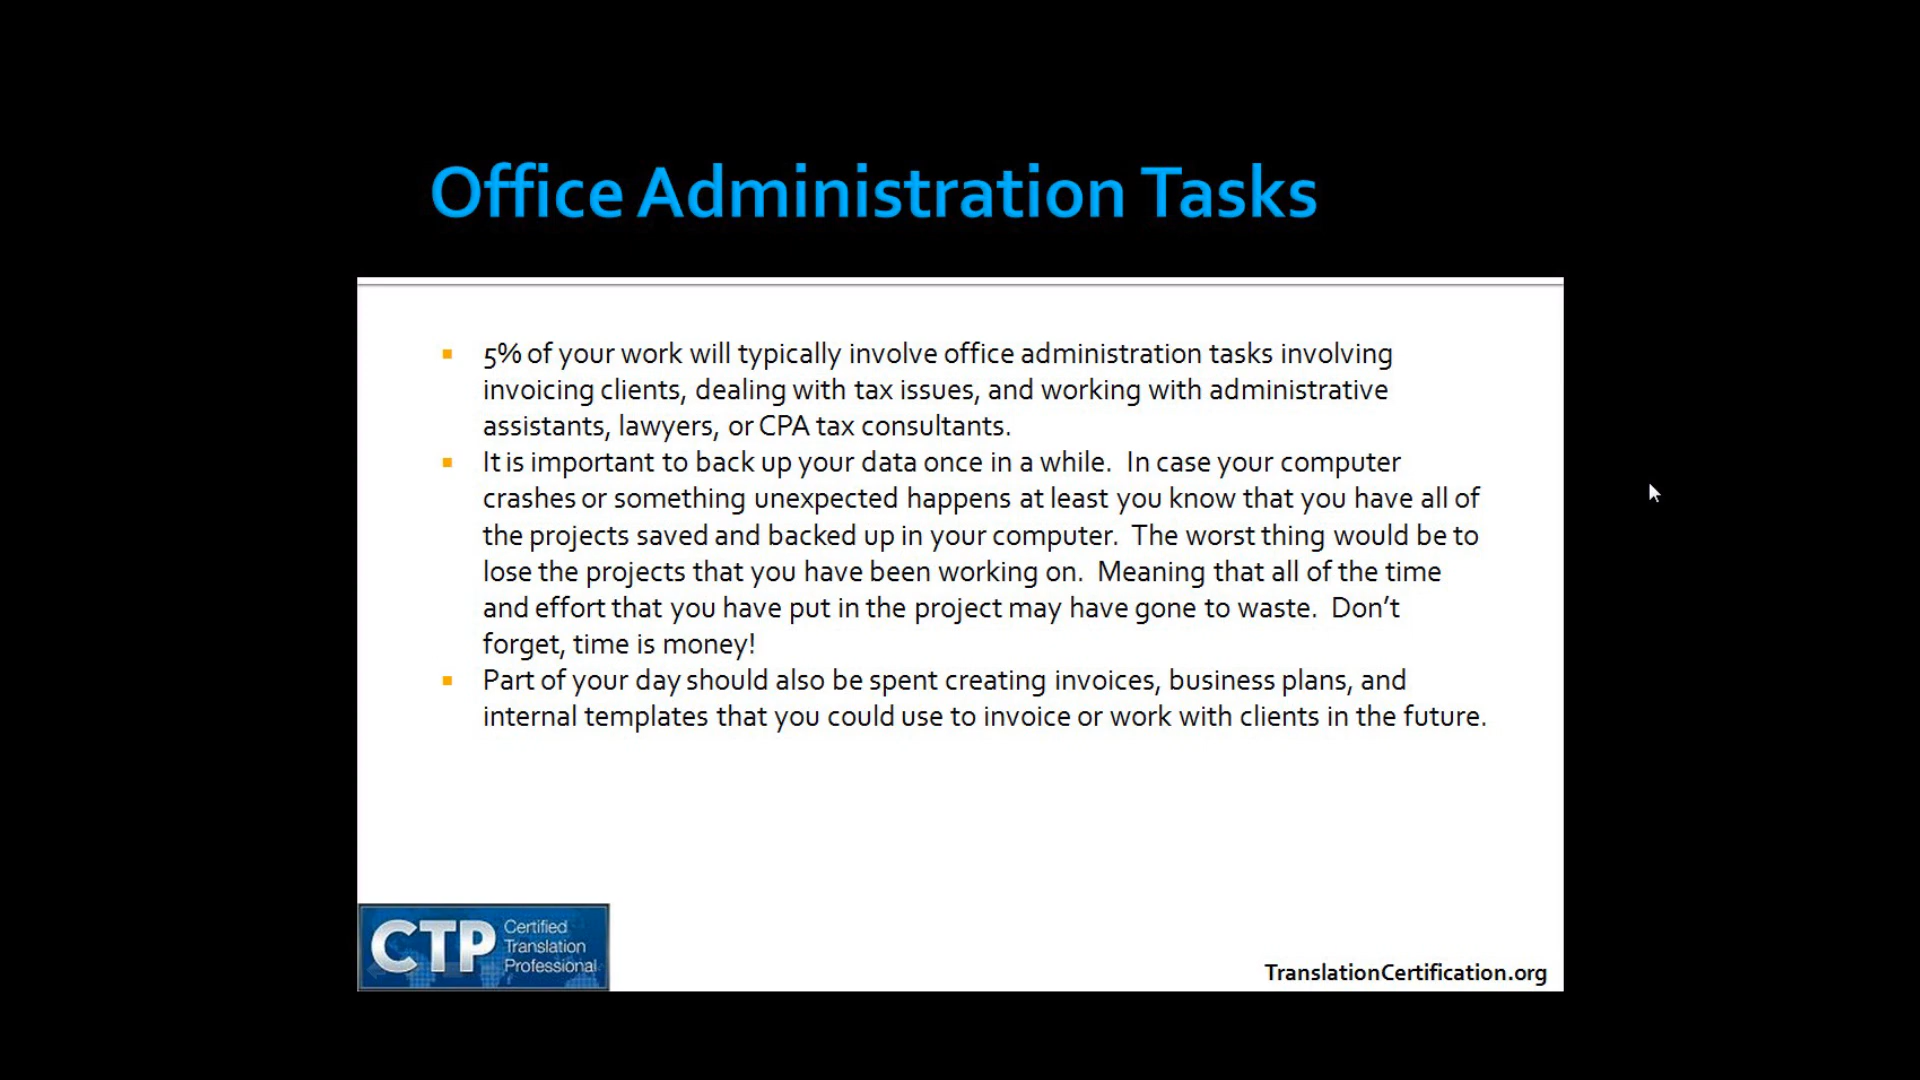 Office Administration Tasks
5% of your work will typically involve office administration tasks involving
invoicing clients, dealing with tax issues, and working with administrative
assistants, lawyers, or CPA tax consultants.
It is important to back up your data once in a while.  In case your computer
crashes or something unexpected happens at least you know that you have all of
the projects saved and backed up in your computer.  The worst thing would be to
lose the projects that you have been working on.  Meaning that all of the time
and effort that you have put in the project may have gone to waste.  Don’t
forget, time is money!
Part of your day should also be spent creating invoices, business plans, and
internal templates that you could use to invoice or work with clients in the future.
CTP
Certified
Translation
Professional
TranslationCertification.org